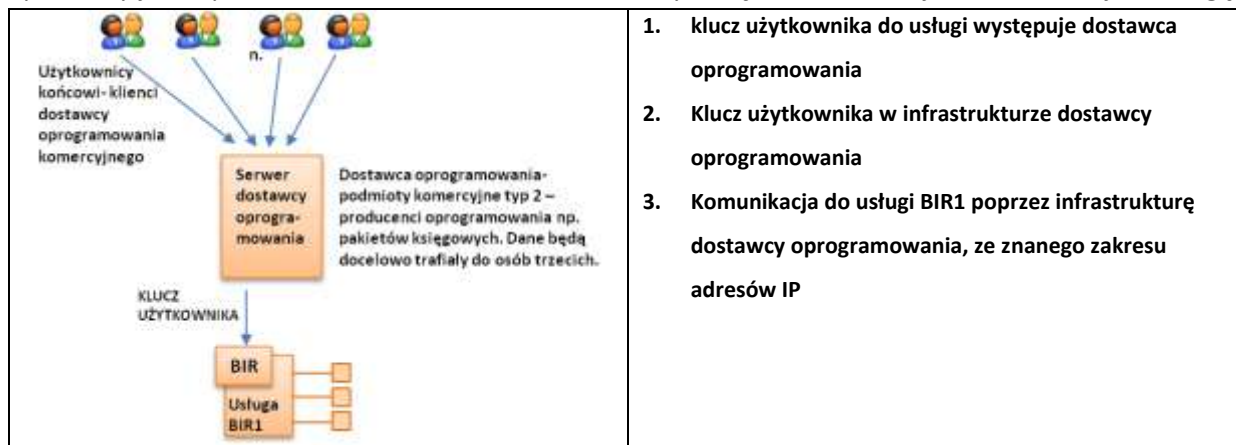 n.
Użytkownicy
końcowi- klienci
dostawcy
oprogramowania
komercyjnego
Serwer
dostawcy
oprogra-
mowania
Dostawca oprogramowania-
podmioty komercyjne typ 2 –
producenci oprogramowania np.
pakietów księgowych. Dane będą
docelowo trafiały do osób trzecich.
KLUCZ
UŻYTKOWNIKA
BIR
Usługa
BIR1
1. klucz użytkownika do usługi występuje dostawca
oprogramowania
2. Klucz użytkownika w infrastrukturze dostawcy
oprogramowania
3. Komunikacja do usługi BIR1 poprzez infrastrukturę
dostawcy oprogramowania, ze znanego zakresu
adresów IP